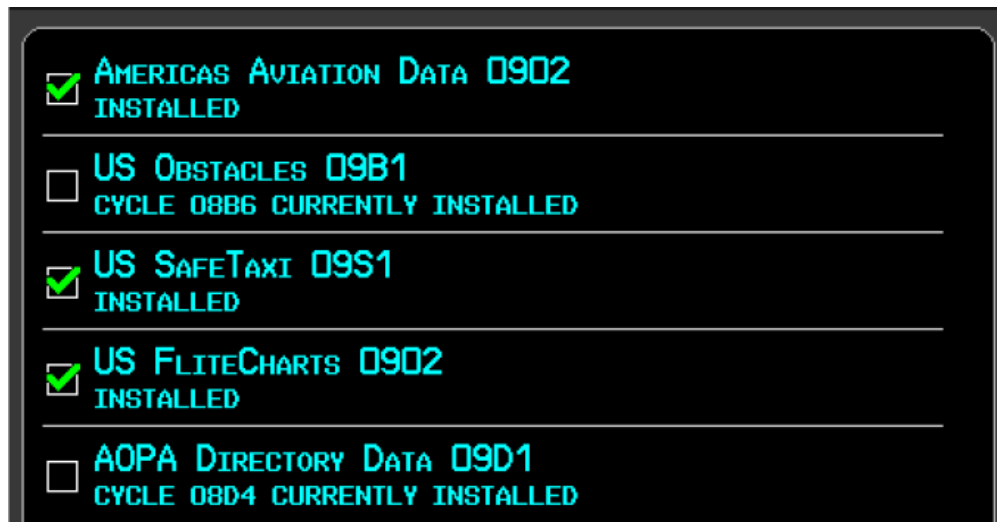 Americas Aviation Data 0902
INSTALLED
US Obstacles 09B1
CYCLE 08B6 CURRENTLY INSTALLED
US SafeTaxi 09S1
INSTALLED
US FliteCharts 0902
INSTALLED
AOPA Directory Data 09D1
CYCLE 08D4 CURRENTLY INSTALLED